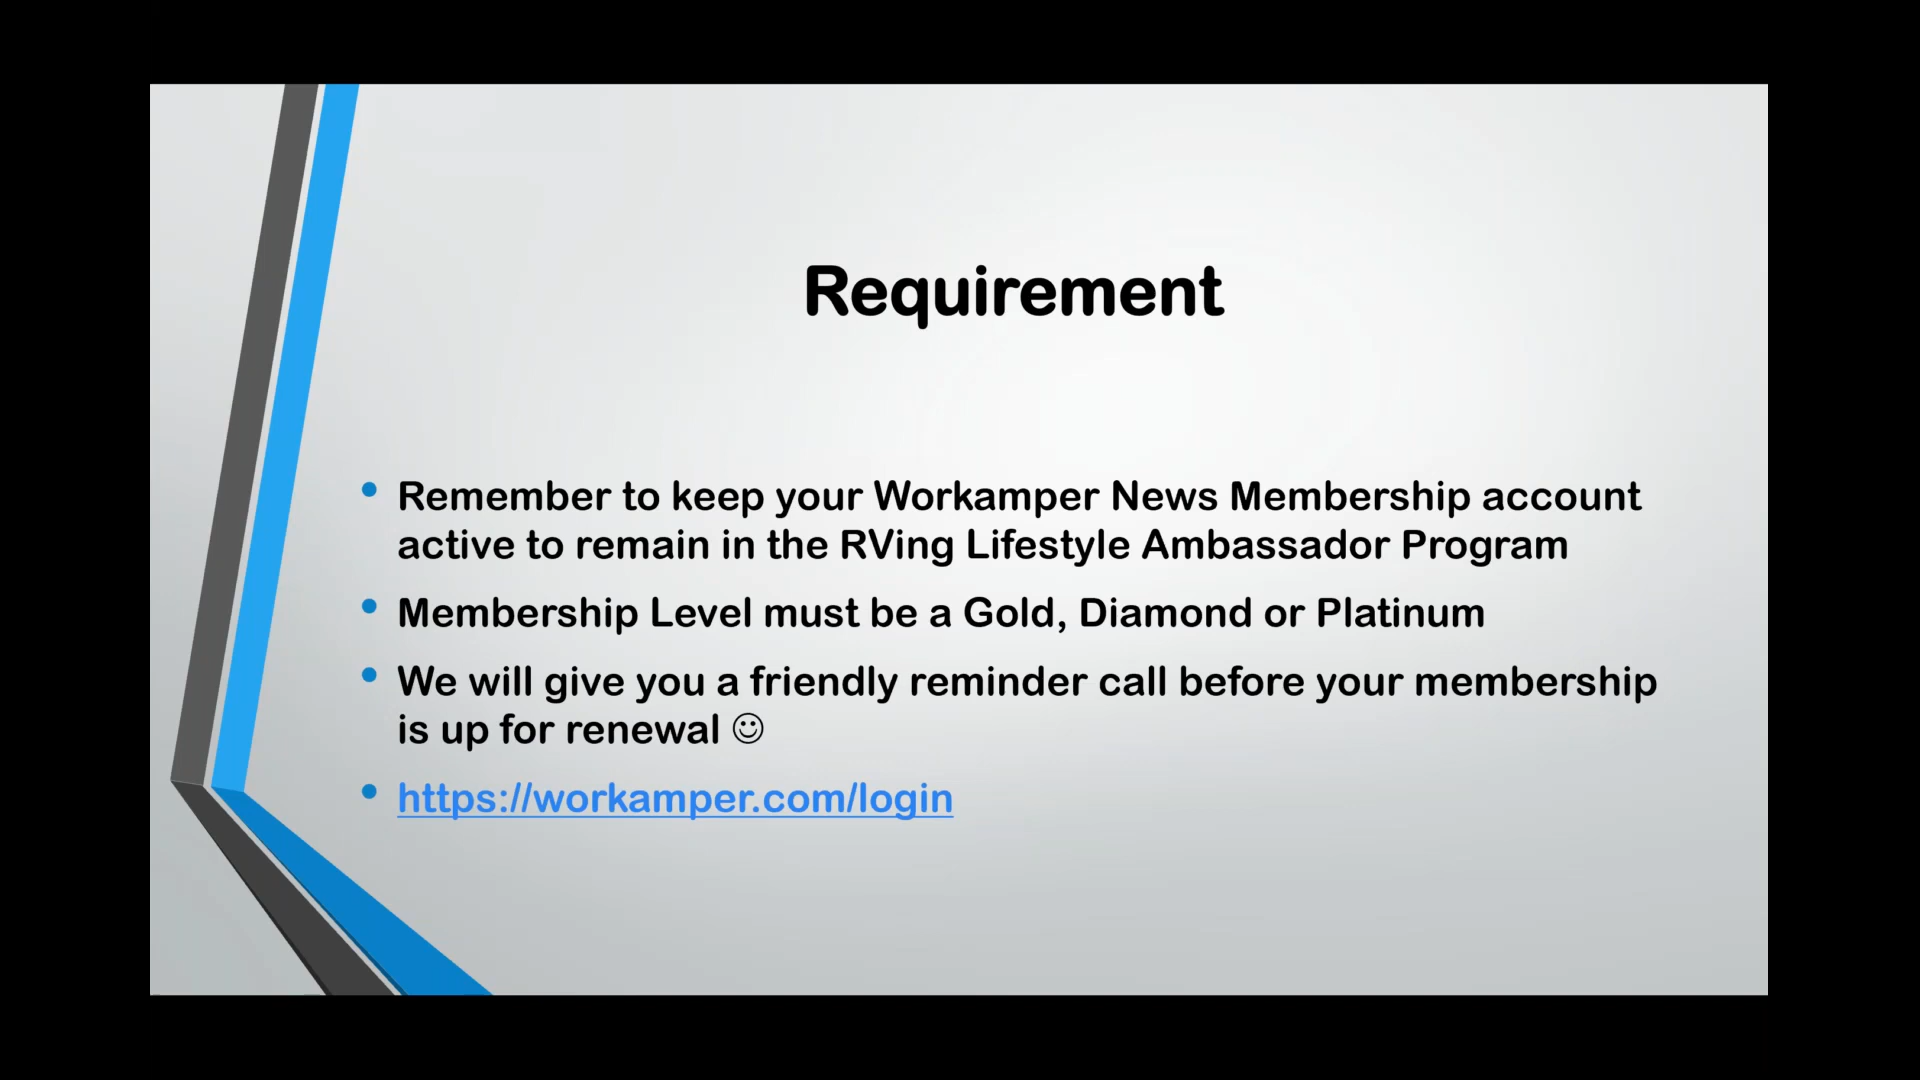 Requirement
• Remember to keep your Workamper News Membership account
active to remain in the RVing Lifestyle Ambassador Program
• Membership Level must be a Gold, Diamond or Platinum
• We will give you a friendly reminder call before your membership
is up for renewal ☺
• https://workamper.com/login